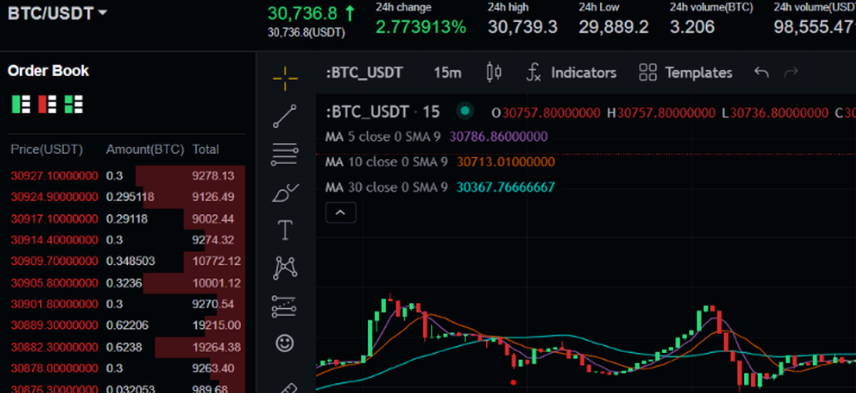 BTC/USDT
30,736.8 ↑
30,736.8(USDT)
24h change
2.773913%
24h high
30,739.3
24h Low
29,889.2
24h volume(BTC)
3.206
24h volume(USD
98,555.47
Order Book
Price(USDT) Amount(BTC) Total
30927.10000000 0.3 9278.13
30924.90000000 0.295118 9126.49
30917.10000000 0.29118 9002.44
30914.40000000 0.3 9274.32
30909.70000000 0.348503 10772.12
30905.80000000 0.3236 10001.12
30901.80000000 0.3 9270.54
30889.30000000 0.62206 19215.00
30882.30000000 0.6238 19264.38
30878.00000000 0.3 9263.40
30876.30000000 0.032053 989.68
:BTC_USDT 15m Indicators Templates
:BTC_USDT · 15 O30757.80000000 H30757.80000000 L30736.80000000 C30
MA 5 close 0 SMA 9 30786.86000000
MA 10 close 0 SMA 9 30713.01000000
MA 30 close 0 SMA 9 30367.76666667